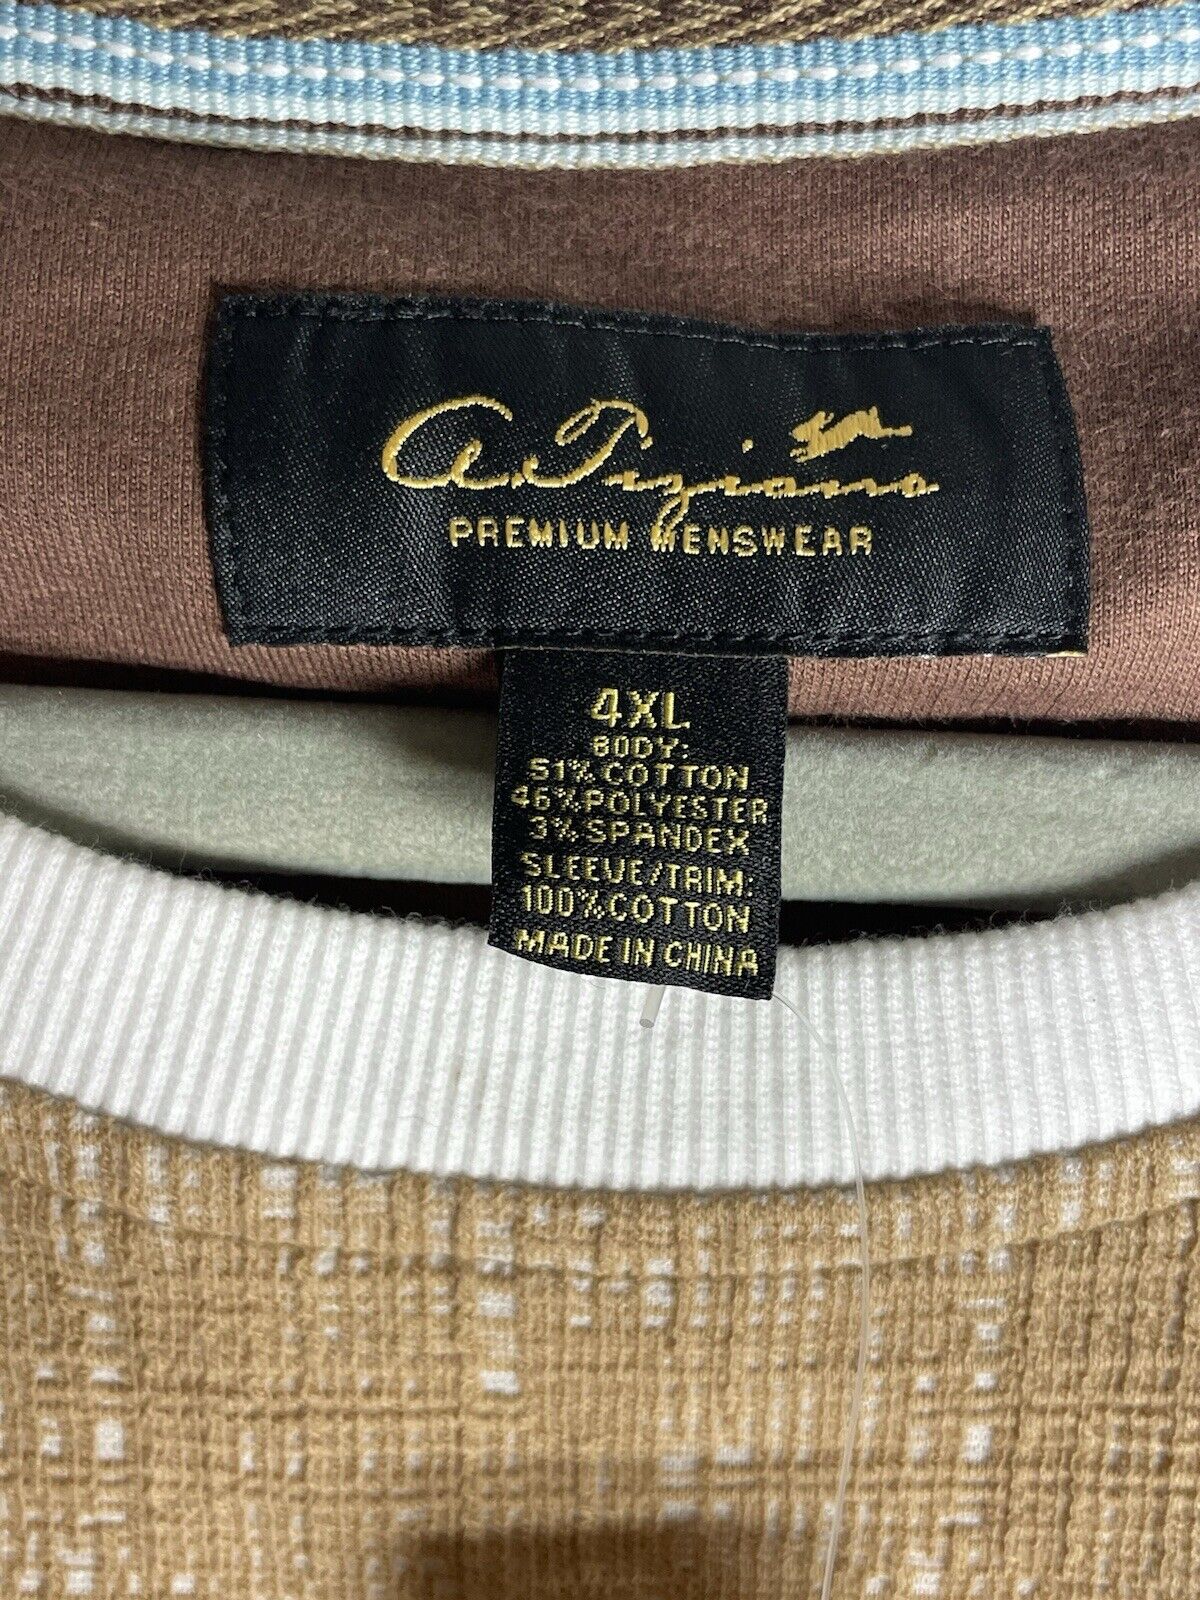 A. Tiziano
PREMIUM MENSWEAR
4XL
BODY:
51% COTTON
46% POLYESTER
3% SPANDEX
SLEEVE/TRIM:
100% COTTON
MADE IN CHINA